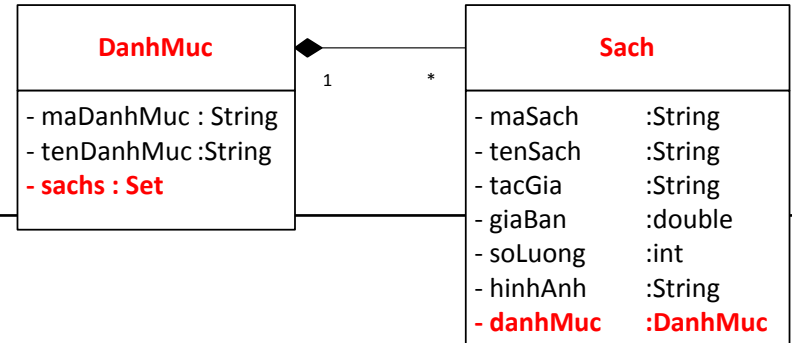 DanhMuc
- maDanhMuc : String
- tenDanhMuc :String
- sachs : Set
1 *
Sach
- maSach :String
- tenSach :String
- tacGia :String
- giaBan :double
- soLuong :int
- hinhAnh :String
- danhMuc :DanhMuc